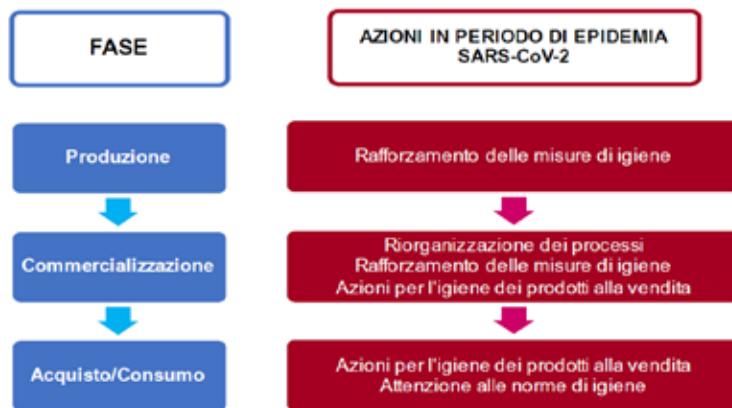 FASE
AZIONI IN PERIODO DI EPIDEMIA
SARS-CoV-2
Produzione
Rafforzamento delle misure di igiene
Commercializzazione
Riorganizzazione dei processi
Rafforzamento delle misure di igiene
Azioni per l'igiene dei prodotti alla vendita
Acquisto/Consumo
Azioni per l'igiene dei prodotti alla vendita
Attenzione alle norme di igiene